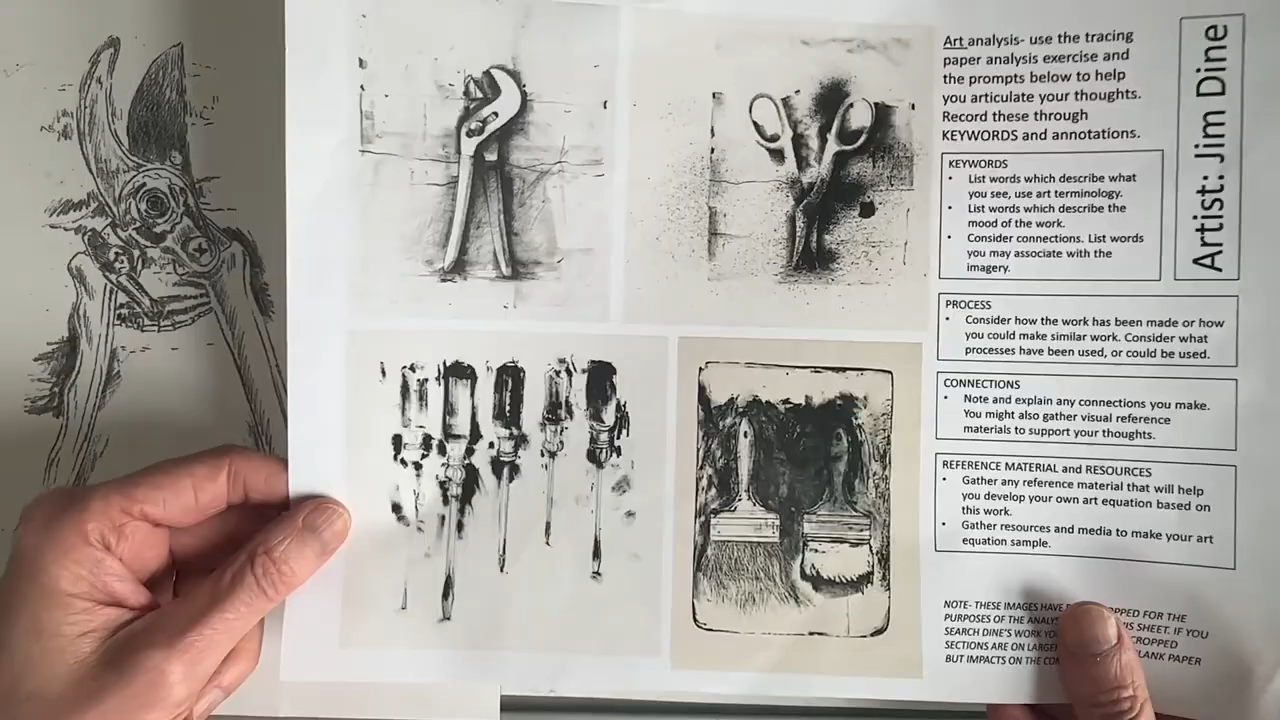 Art analysis- use the tracing
paper analysis exercise and
the prompts below to help
you articulate your thoughts.
Record these through
KEYWORDS and annotations.
Artist: Jim Dine
KEYWORDS
• List words which describe what
you see, use art terminology.
• List words which describe the
mood of the work.
• Consider connections. List words
you may associate with the
imagery.
PROCESS
• Consider how the work has been made or how
you could make similar work. Consider what
processes have been used, or could be used.
CONNECTIONS
• Note and explain any connections you make.
You might also gather visual reference
materials to support your thoughts.
REFERENCE MATERIAL and RESOURCES
• Gather any reference material that will help
you develop your own art equation based on
this work.
• Gather resources and media to make your art
equation sample.
NOTE- THESE IMAGES HAVE FOR THE
PURPOSES OF THE SHEET. IF YOU
SEARCH DINE'S WORK CROPPED
SECTIONS ARE ON PAPER
BUT IMPACTS ON THE